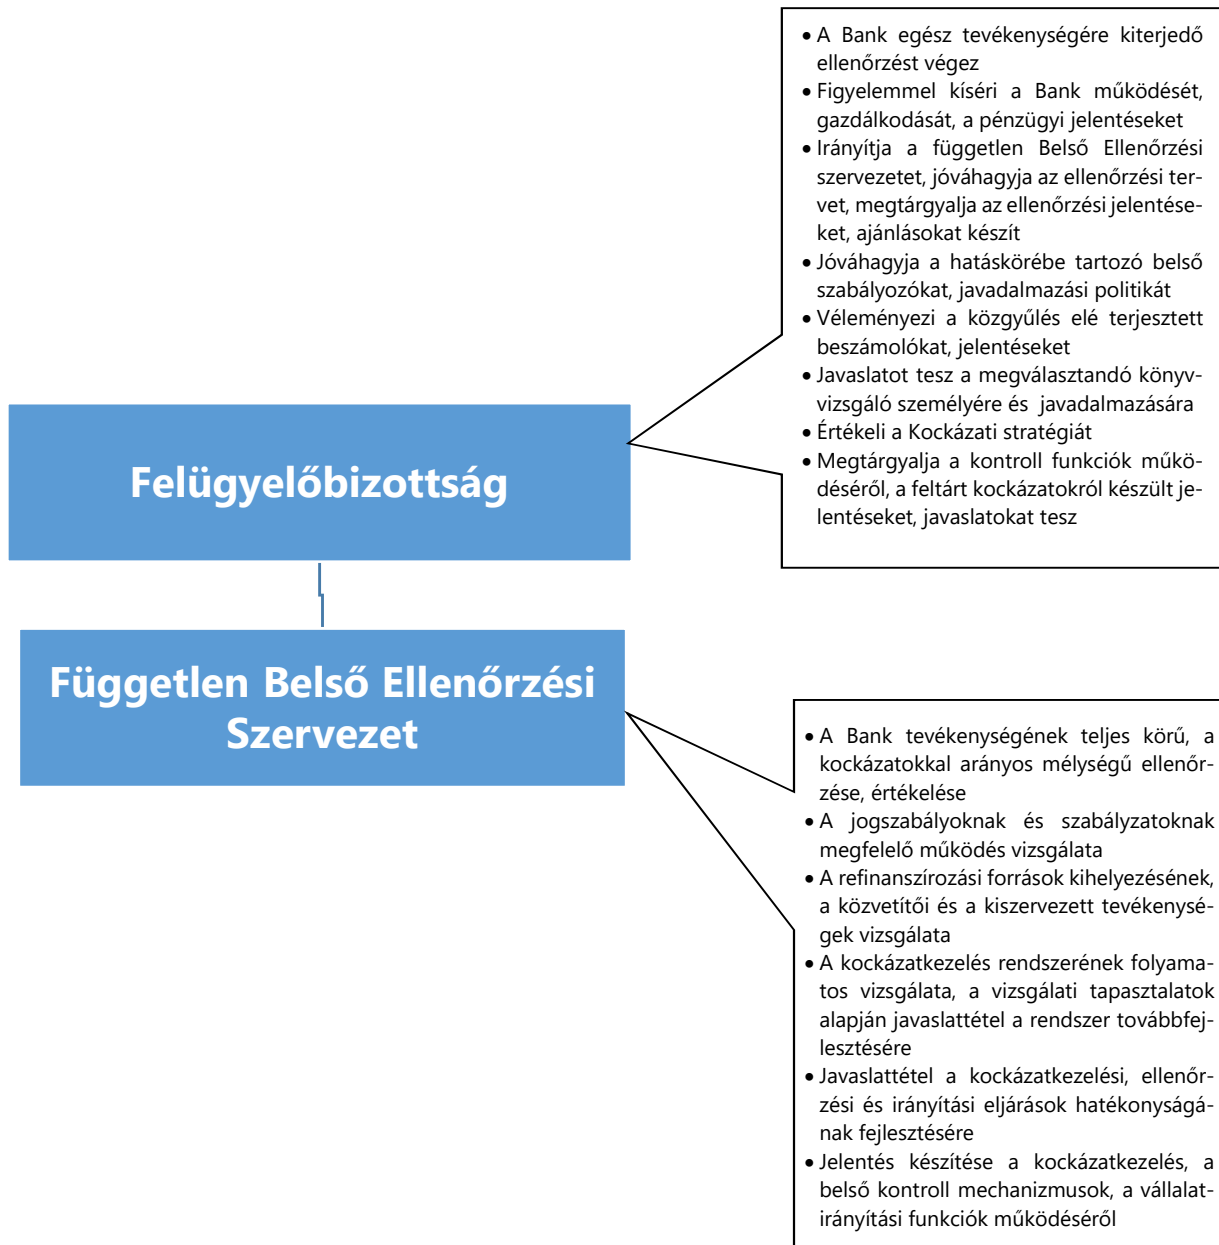 • A Bank egész tevékenységére kiterjedő
ellenőrzést végez
• Figyelemmel kíséri a Bank működését,
gazdálkodását, a pénzügyi jelentéseket
• Irányítja a független Belső Ellenőrzési
szervezetet, jóváhagyja az ellenőrzési ter-
vet, megtárgyalja az ellenőrzési jelentése-
ket, ajánlásokat készít
• Jóváhagyja a hatáskörébe tartozó belső
szabályozókat, javadalmazási politikát
• Véleményezi a közgyűlés elé terjesztett
beszámolókat, jelentéseket
• Javaslatot tesz a megválasztandó könyv-
vizsgáló személyére és javadalmazására
• Értékeli a Kockázati stratégiát
• Megtárgyalja a kontroll funkciók műkö-
déséről, a feltárt kockázatokról készült je-
lentéseket, javaslatokat tesz
Felügyelőbizottság
Független Belső Ellenőrzési
Szervezet
• A Bank tevékenységének teljes körű, a
kockázatokkal arányos mélységű ellenőr-
zése, értékelése
• A jogszabályoknak és szabályzatoknak
megfelelő működés vizsgálata
• A refinanszírozási források kihelyezésének,
a közvetítői és a kiszervezett tevékenysé-
gek vizsgálata
• A kockázatkezelés rendszerének folyama-
tos vizsgálata, a vizsgálati tapasztalatok
alapján javaslattétel a rendszer továbbfej-
lesztésére
• Javaslattétel a kockázatkezelési, ellenőr-
zési és irányítási eljárások hatékonyságá-
nak fejlesztésére
• Jelentés készítése a kockázatkezelés, a
belső kontroll mechanizmusok, a vállalat-
irányítási funkciók működéséről